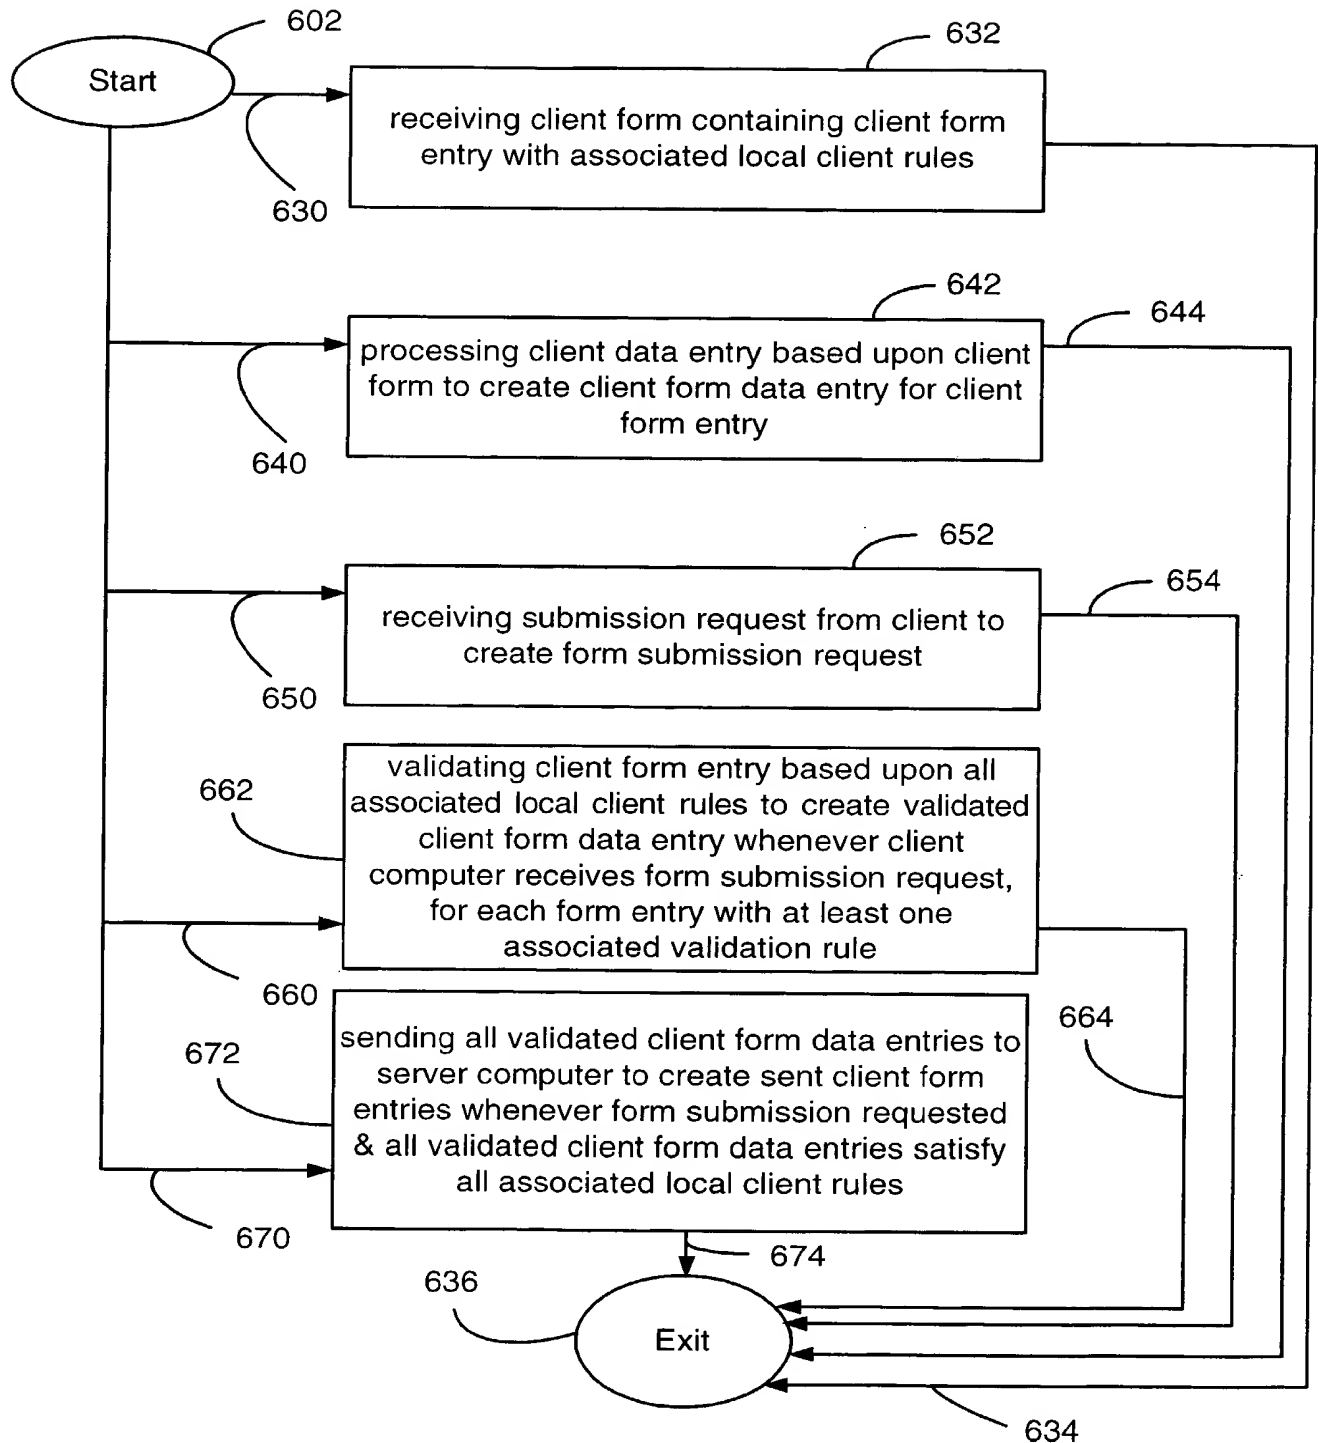 602
Start
632
receiving client form containing client form
entry with associated local client rules
630
642
644
processing client data entry based upon client
form to create client form data entry for client
form entry
640
652
654
receiving submission request from client to
create form submission request
650
662
validating client form entry based upon all
associated local client rules to create validated
client form data entry whenever client
computer receives form submission request,
for each form entry with at least one
associated validation rule
660
664
672
sending all validated client form data entries to
server computer to create sent client form
entries whenever form submission requested
& all validated client form data entries satisfy
all associated local client rules
670
674
636
Exit
634